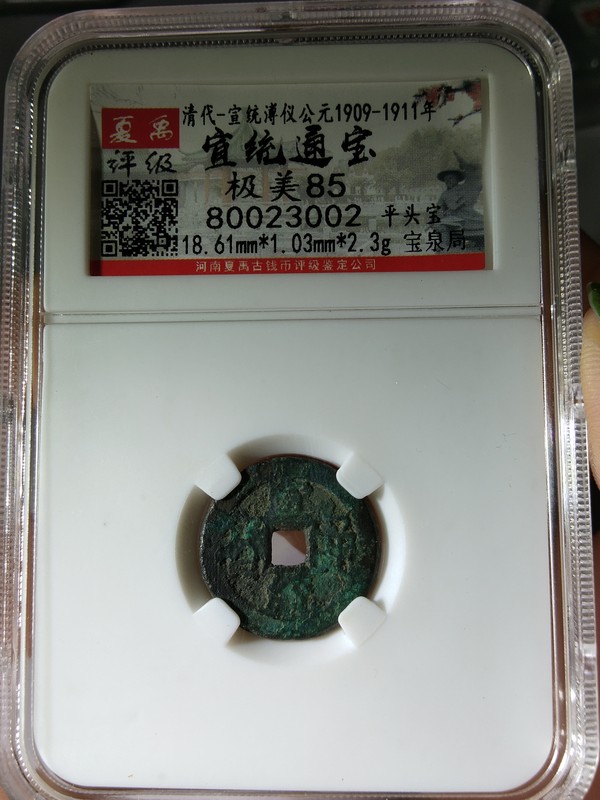 夏禹
评级
清代-宣统溥仪公元1909-1911年
宣统通宝
极美85
80023002 平头宝
18.61mm*1.03mm*2.3g 宝泉局
河南夏禹古钱币评级鉴定公司